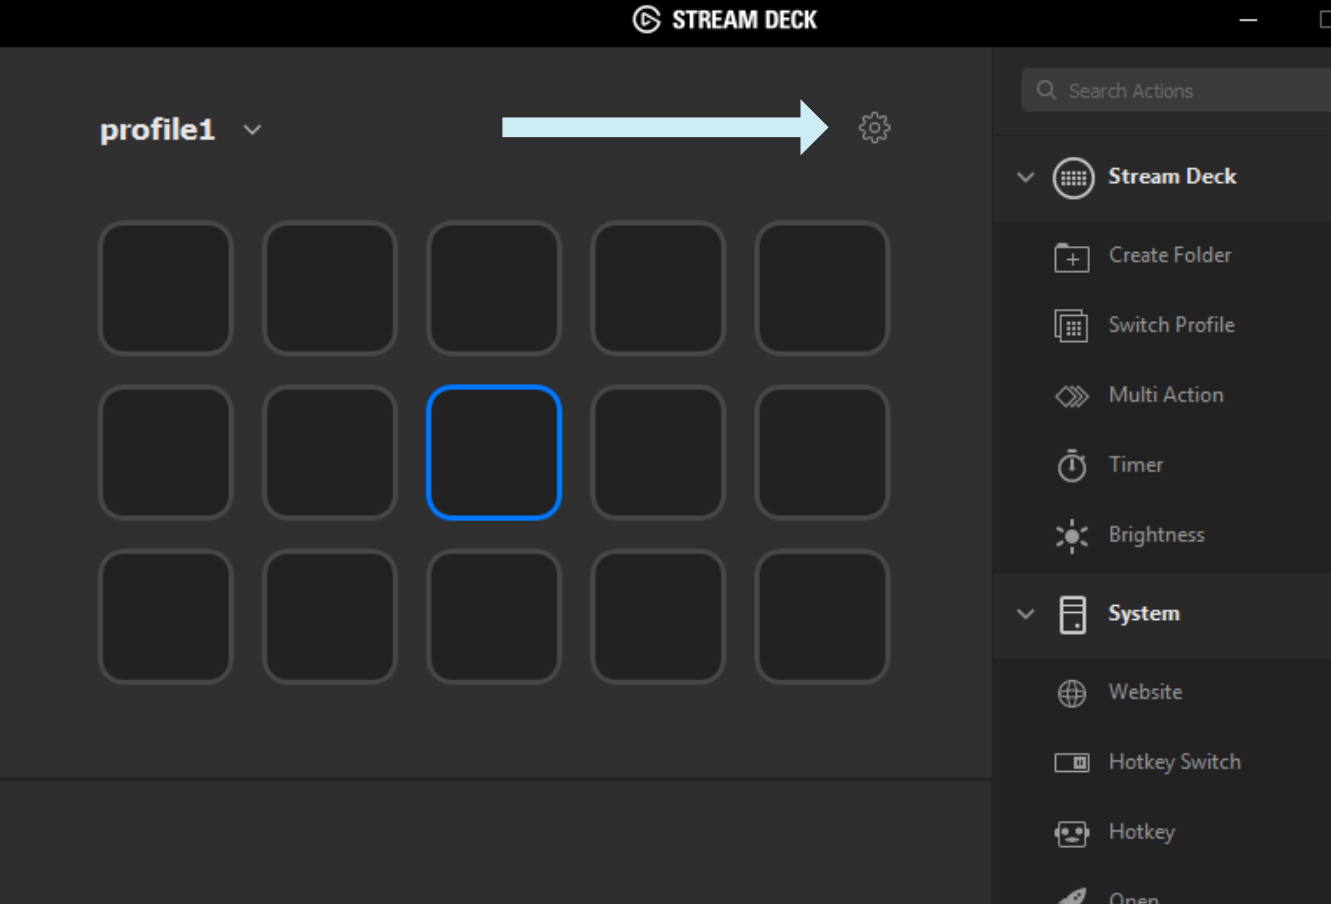 STREAM DECK
profile1
Search Actions
Stream Deck
Create Folder
Switch Profile
Multi Action
Timer
Brightness
System
Website
Hotkey Switch
Hotkey
Open